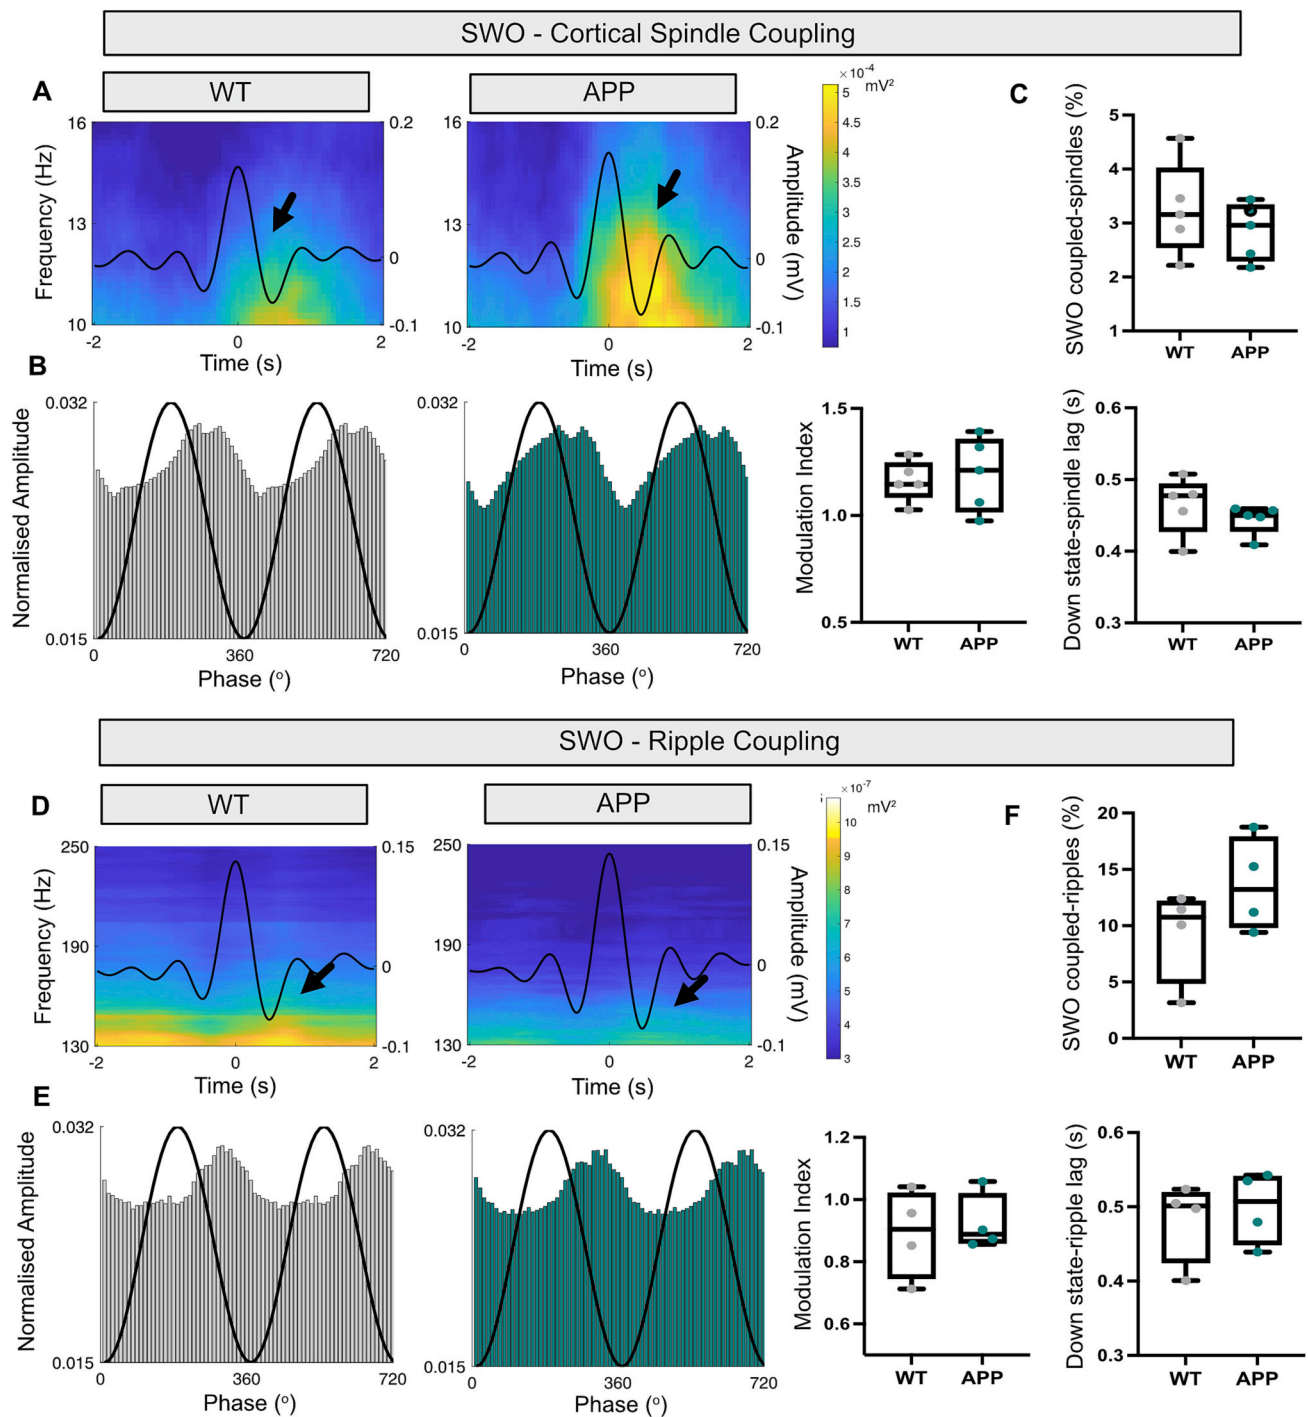 SWO - Cortical Spindle Coupling
A
WT
APP
×10⁻⁴
mV²
5
4.5
4
3.5
3
2.5
2
1.5
1
16
13
10
Frequency (Hz)
0.2
0
-0.1
-2 0 2
Time (s)
16
13
10
0.2
0
-0.1
Amplitude (mV)
-2 0 2
Time (s)
C
SWO coupled-spindles (%)
5
4
3
2
1
WT APP
B
Normalised Amplitude
0.032
0.015
0 360 720
Phase (°)
0.032
0.015
0 360 720
Phase (°)
Modulation Index
1.5
1.0
0.5
WT APP
Down state-spindle lag (s)
0.6
0.5
0.4
0.3
WT APP
SWO - Ripple Coupling
D
WT
APP
×10⁻⁷
mV²
10
9
8
7
6
5
4
3
Frequency (Hz)
250
190
130
0.15
0
-0.1
-2 0 2
Time (s)
250
190
130
0.15
0
-0.1
Amplitude (mV)
-2 0 2
Time (s)
F
SWO coupled-ripples (%)
20
15
10
5
0
WT APP
E
Normalised Amplitude
0.032
0.015
0 360 720
Phase (°)
0.032
0.015
0 360 720
Phase (°)
Modulation Index
1.2
1.0
0.8
0.6
WT APP
Down state-ripple lag (s)
0.6
0.5
0.4
0.3
WT APP